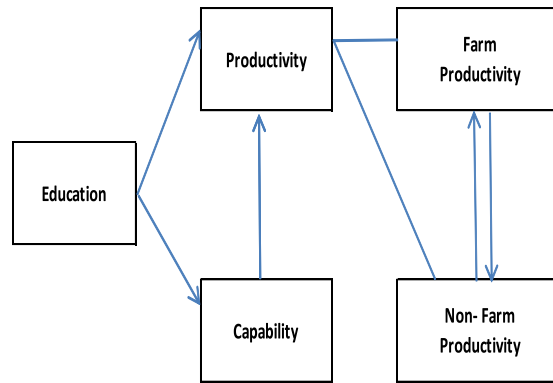 Productivity
Farm
Productivity
Education
Capability
Non- Farm
Productivity